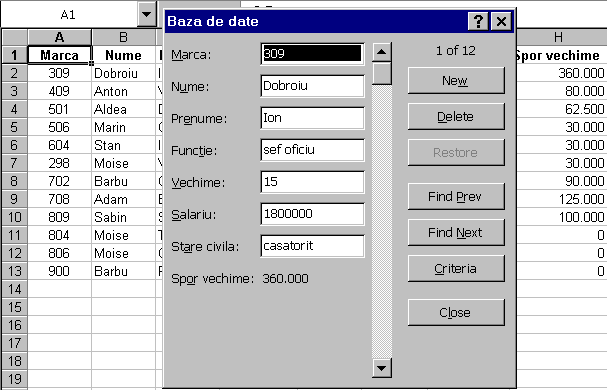 A1
Baza de date
A B H
1 Marca Nume Spor vechime
2 309 Dobroiu 360.000
3 409 Anton 80.000
4 501 Aldea 62.500
5 506 Marin 30.000
6 604 Stan 30.000
7 298 Moise 30.000
8 702 Barbu 90.000
9 708 Adam 125.000
10 809 Sabin 100.000
11 804 Moise 0
12 806 Moise 0
13 900 Barbu 0
14
15
16
17
18
19
Marca: 309
Nume: Dobroiu
Prenume: Ion
Functie: sef oficiu
Vechime: 15
Salariu: 1800000
Stare civila: casatorit
Spor vechime: 360.000
1 of 12
New
Delete
Restore
Find Prev
Find Next
Criteria
Close